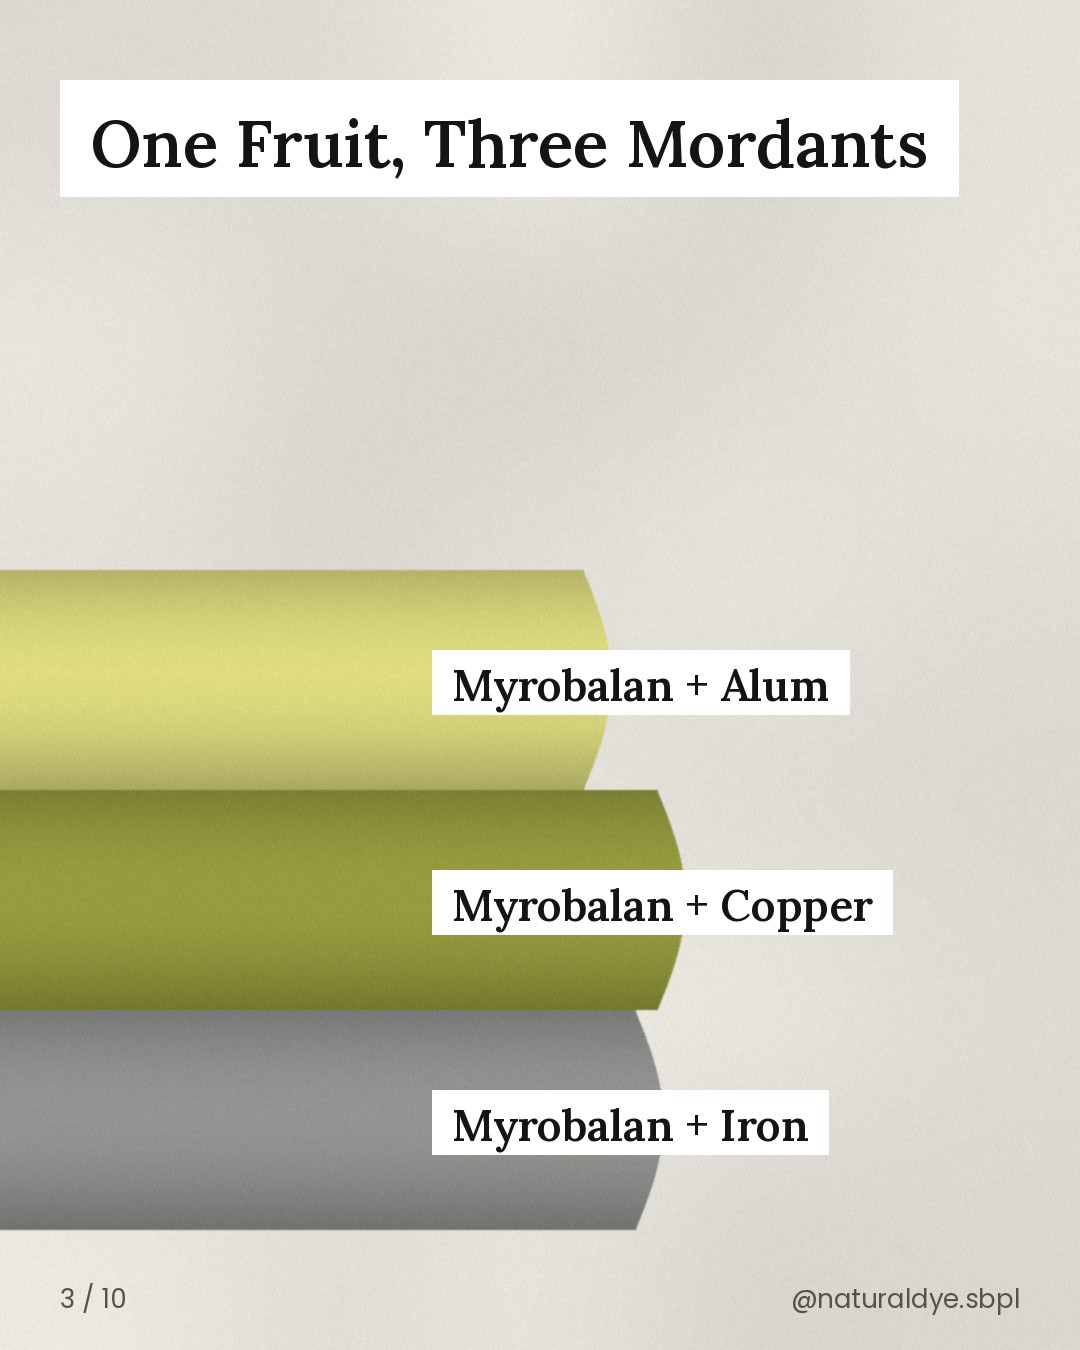 One Fruit, Three Mordants
Myrobalan + Alum
Myrobalan + Copper
Myrobalan + Iron
3 / 10
@naturaldye.sbpl